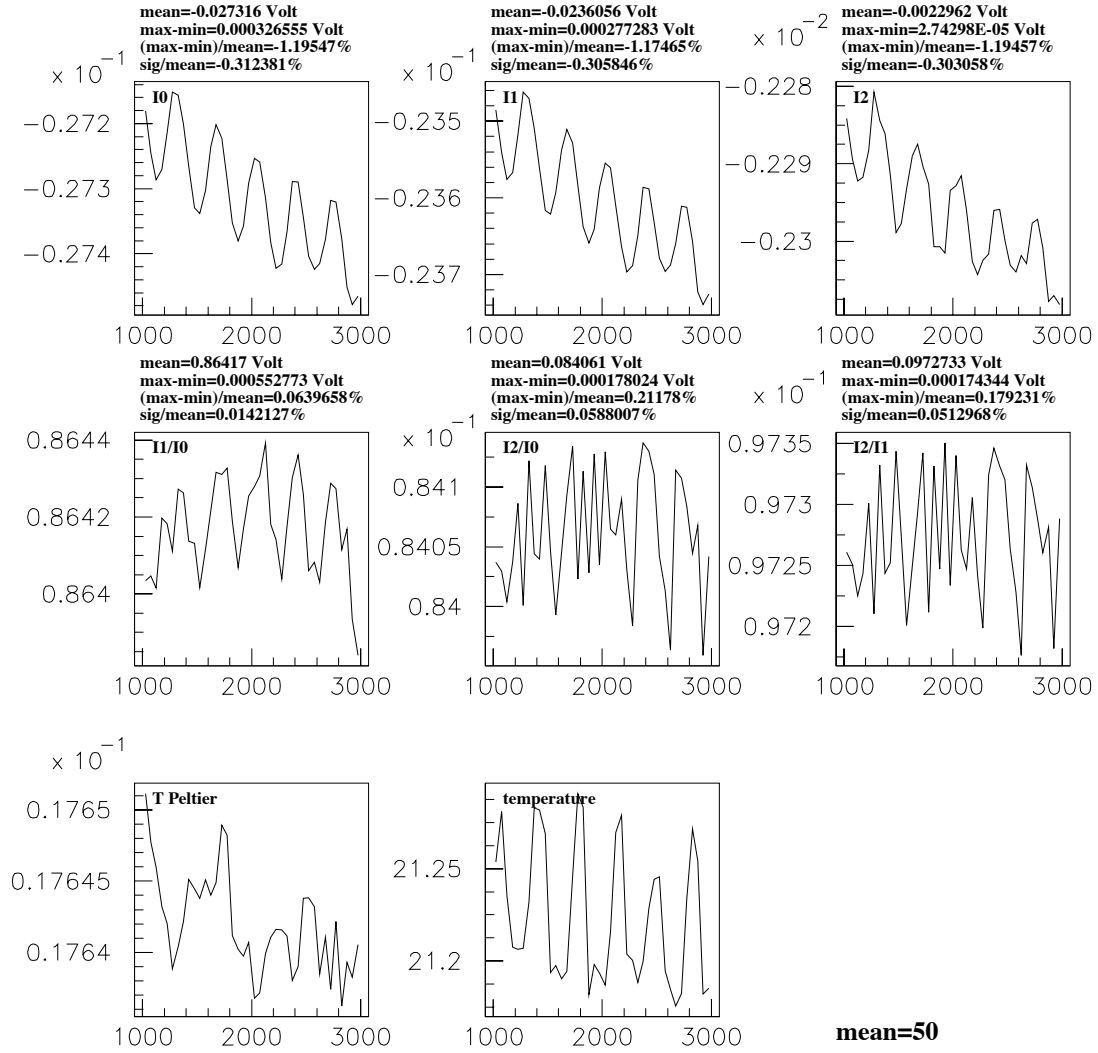 mean=-0.027316 Volt
max-min=0.000326555 Volt
(max-min)/mean=-1.19547%
sig/mean=-0.312381%
x 10^-1
I0
-0.272
-0.273
-0.274
1000 2000 3000
mean=-0.0236056 Volt
max-min=0.000277283 Volt
(max-min)/mean=-1.17465%
sig/mean=-0.305846%
x 10^-1
I1
-0.235
-0.236
-0.237
1000 2000 3000
mean=-0.0022962 Volt
max-min=2.74298E-05 Volt
(max-min)/mean=-1.19457%
sig/mean=-0.303058%
x 10^-2
I2
-0.228
-0.229
-0.23
1000 2000 3000
mean=0.86417 Volt
max-min=0.000552773 Volt
(max-min)/mean=0.0639658%
sig/mean=0.0142127%
I1/I0
0.8644
0.8642
0.864
1000 2000 3000
mean=0.084061 Volt
max-min=0.000178024 Volt
(max-min)/mean=0.21178%
sig/mean=0.0588007%
x 10^-1
I2/I0
0.841
0.8405
0.84
1000 2000 3000
mean=0.0972733 Volt
max-min=0.000174344 Volt
(max-min)/mean=0.179231%
sig/mean=0.0512968%
x 10^-1
I2/I1
0.9735
0.973
0.9725
0.972
1000 2000 3000
x 10^-1
T Peltier
0.1765
0.17645
0.1764
1000 2000 3000
temperature
21.25
21.2
1000 2000 3000
mean=50